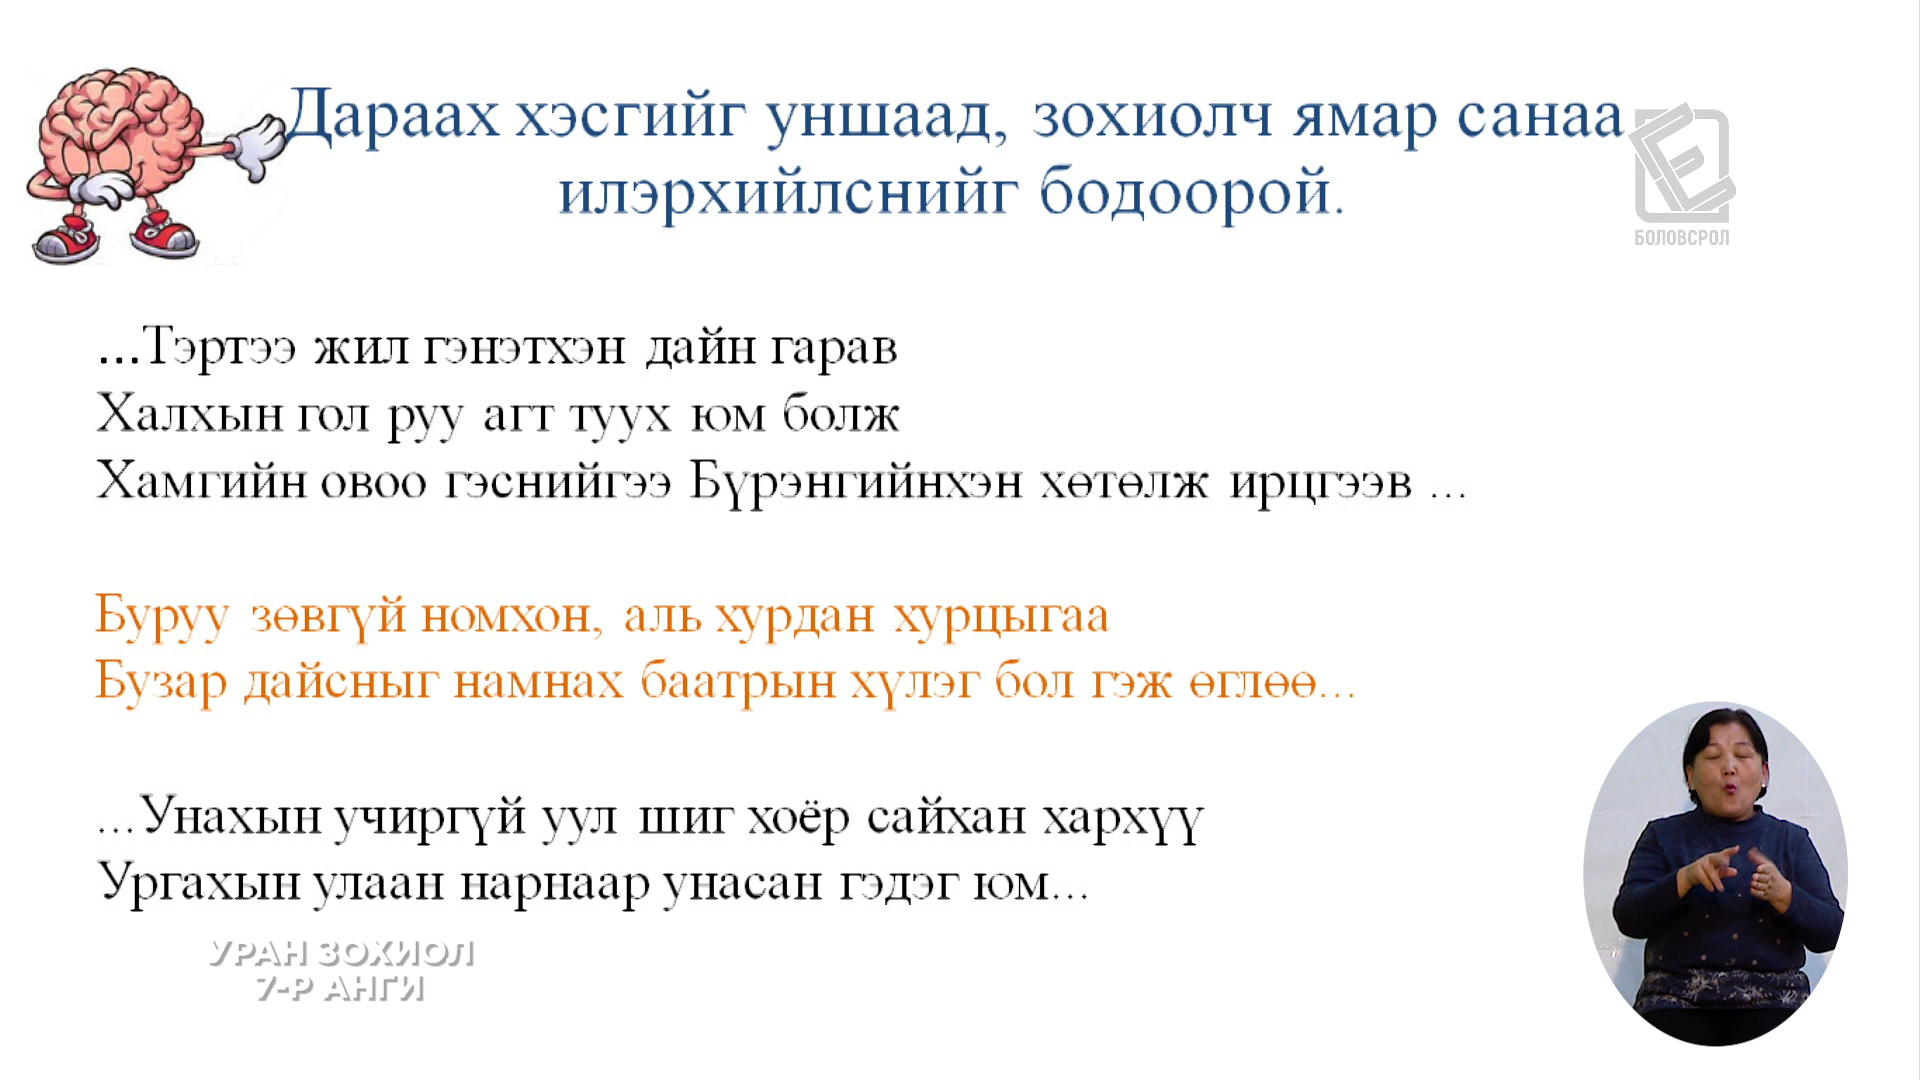 Дараах хэсгийг уншаад, зохиолч ямар санаа
илэрхийлснийг бодоорой.
БОЛОВСРОЛ
...Тэртээ жил гэнэтхэн дайн гарав
Халхын гол руу агт туух юм болж
Хамгийн овоо гэснийгээ Бүрэнгийнхэн хөтөлж ирцгээв ...
Буруу зөвгүй номхон, аль хурдан хурцыгаа
Бузар дайсныг намнах баатрын хүлэг бол гэж өглөө...
...Унахын учиргүй уул шиг хоёр сайхан хархүү
Ургахын улаан нарнаар унасан гэдэг юм...
УРАН ЗОХИОЛ
7-Р АНГИ